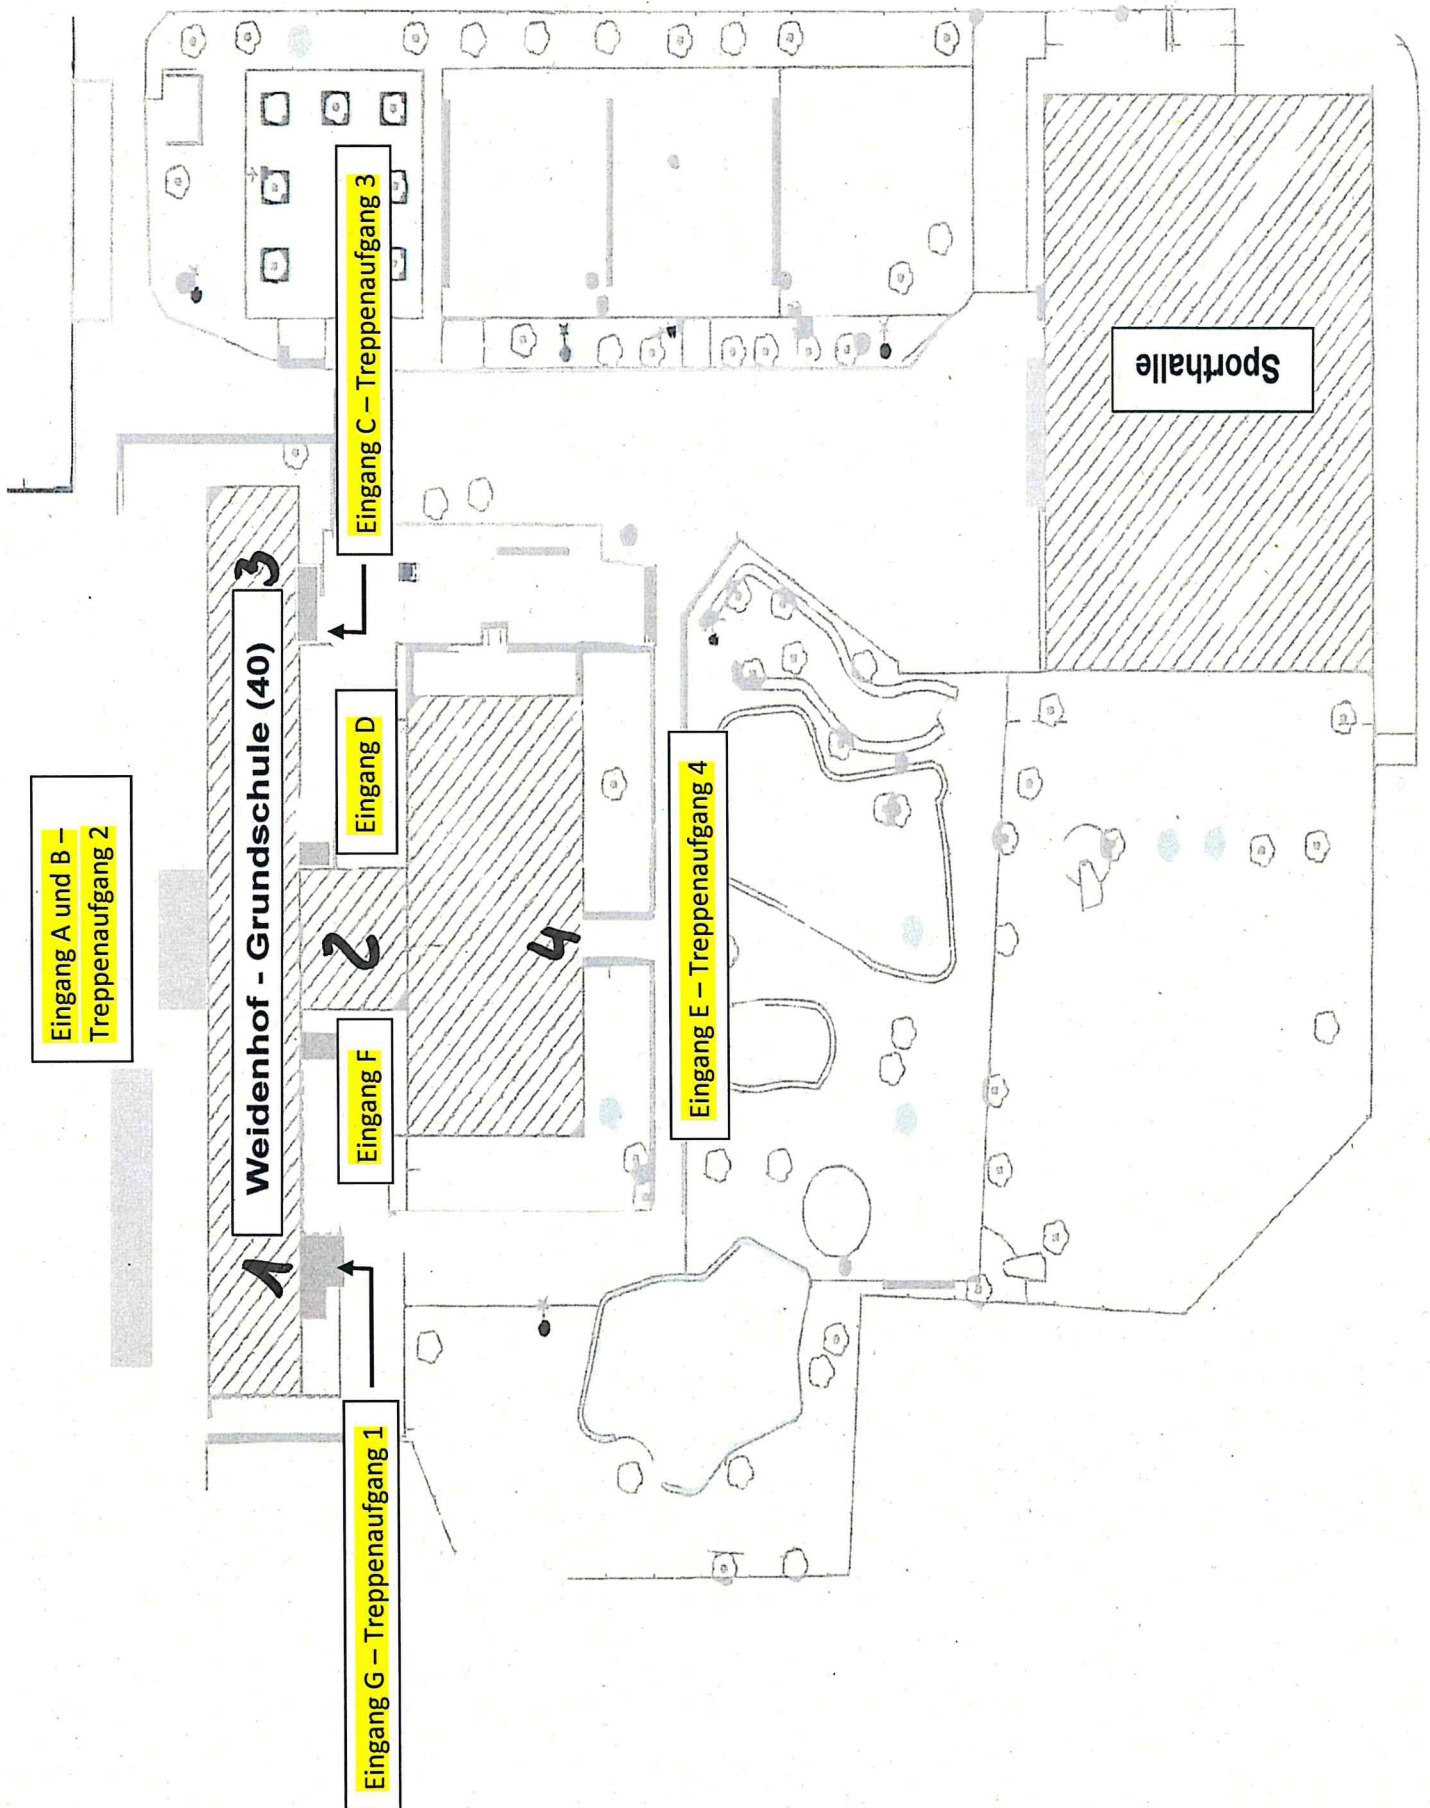 Eingang A und B –
Treppenaufgang 2
Weidenhof - Grundschule (40)
1
2
3
4
Eingang G – Treppenaufgang 1
Eingang F
Eingang D
Eingang C – Treppenaufgang 3
Eingang E – Treppenaufgang 4
Sporthalle